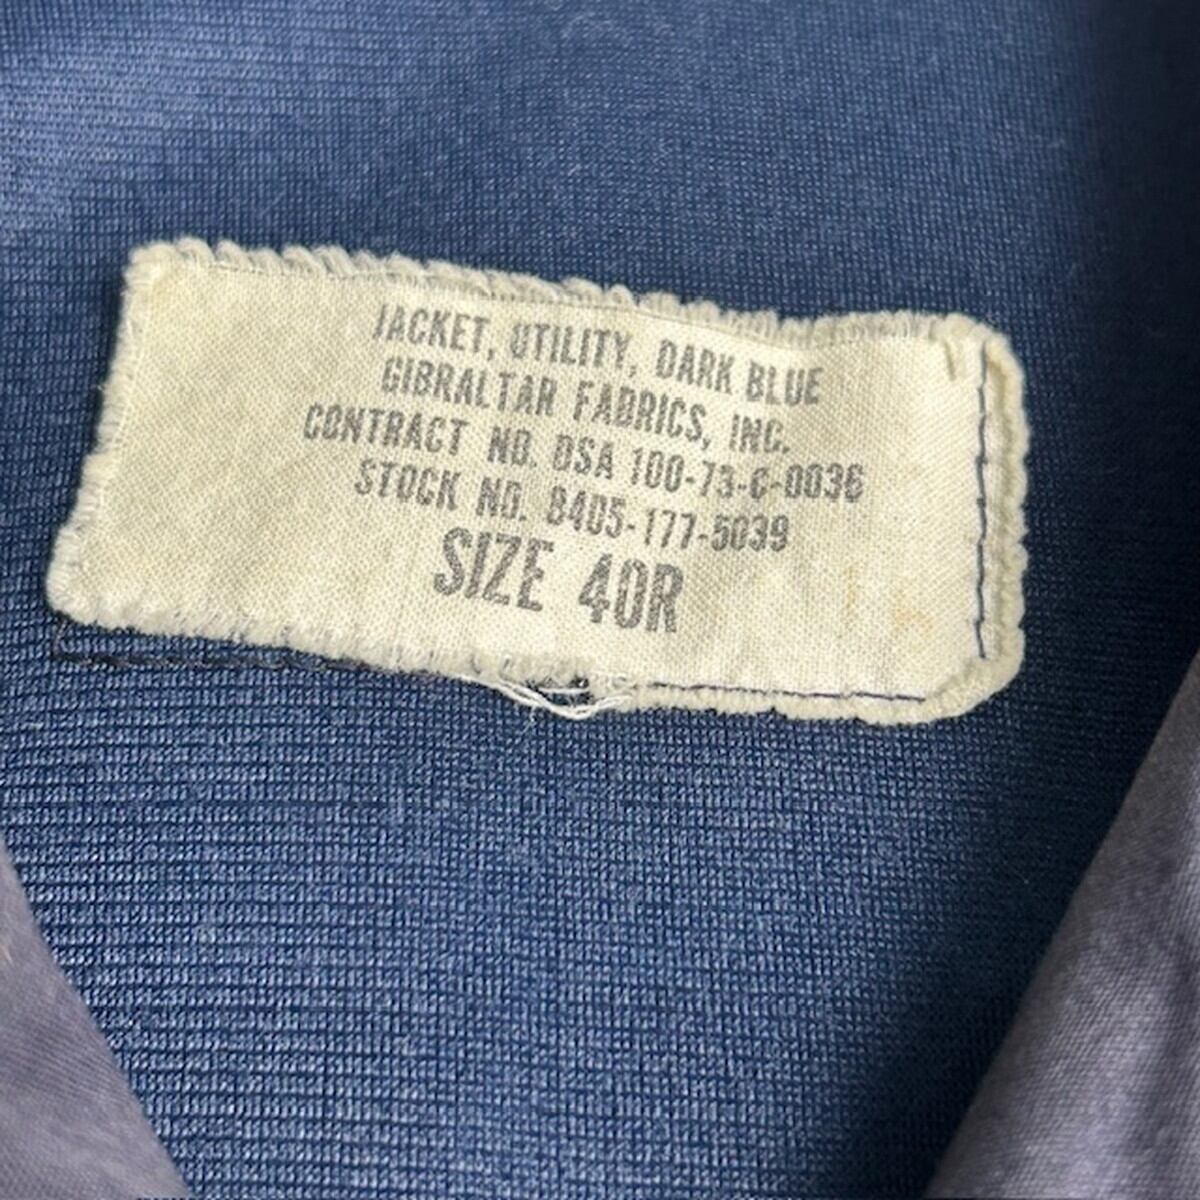 JACKET, UTILITY, DARK BLUE
GIBRALTAR FABRICS, INC.
CONTRACT NO. DSA 100-73-C-0036
STOCK NO. 8405-177-5039
SIZE 40R